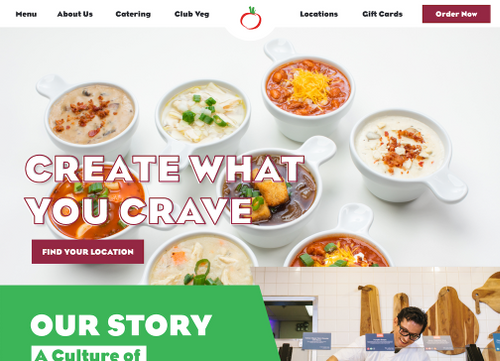 Menu
About Us
Catering
Club Veg
Locations
Gift Cards
Order Now
CREATE WHAT
YOU CRAVE
FIND YOUR LOCATION
OUR STORY
A Culture of